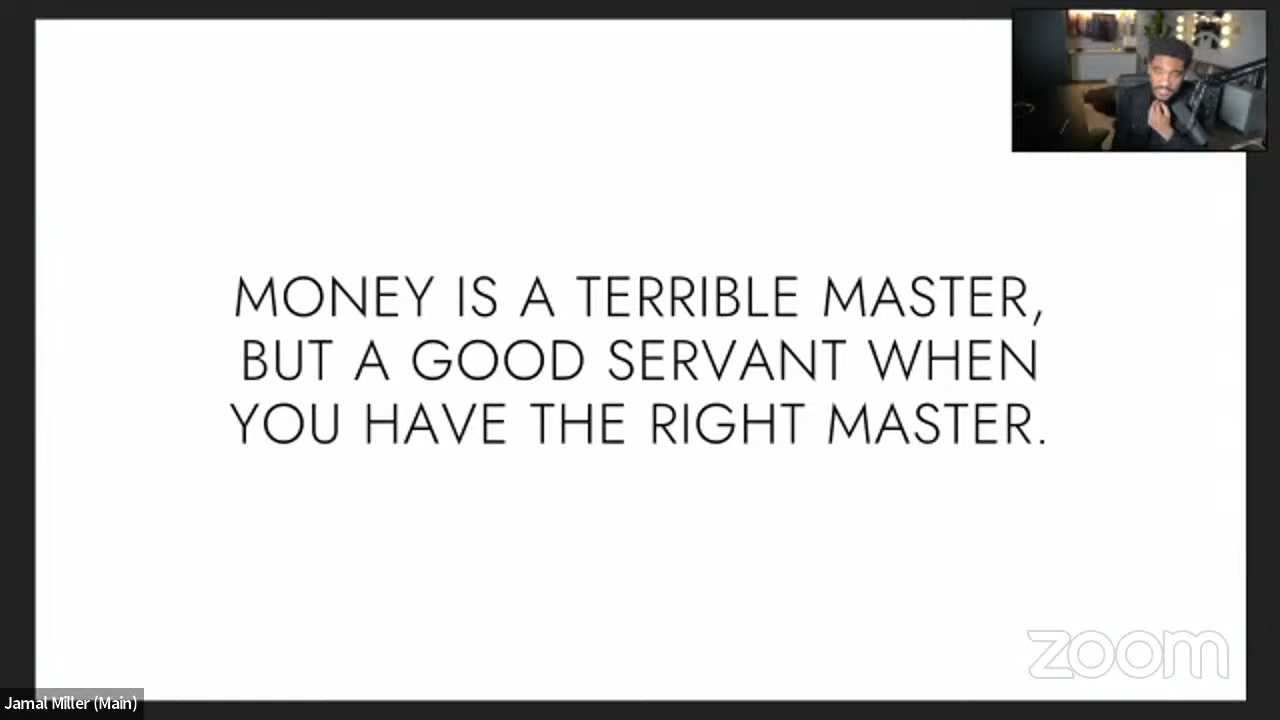 MONEY IS A TERRIBLE MASTER,
BUT A GOOD SERVANT WHEN
YOU HAVE THE RIGHT MASTER.
zoom
Jamal Miller (Main)